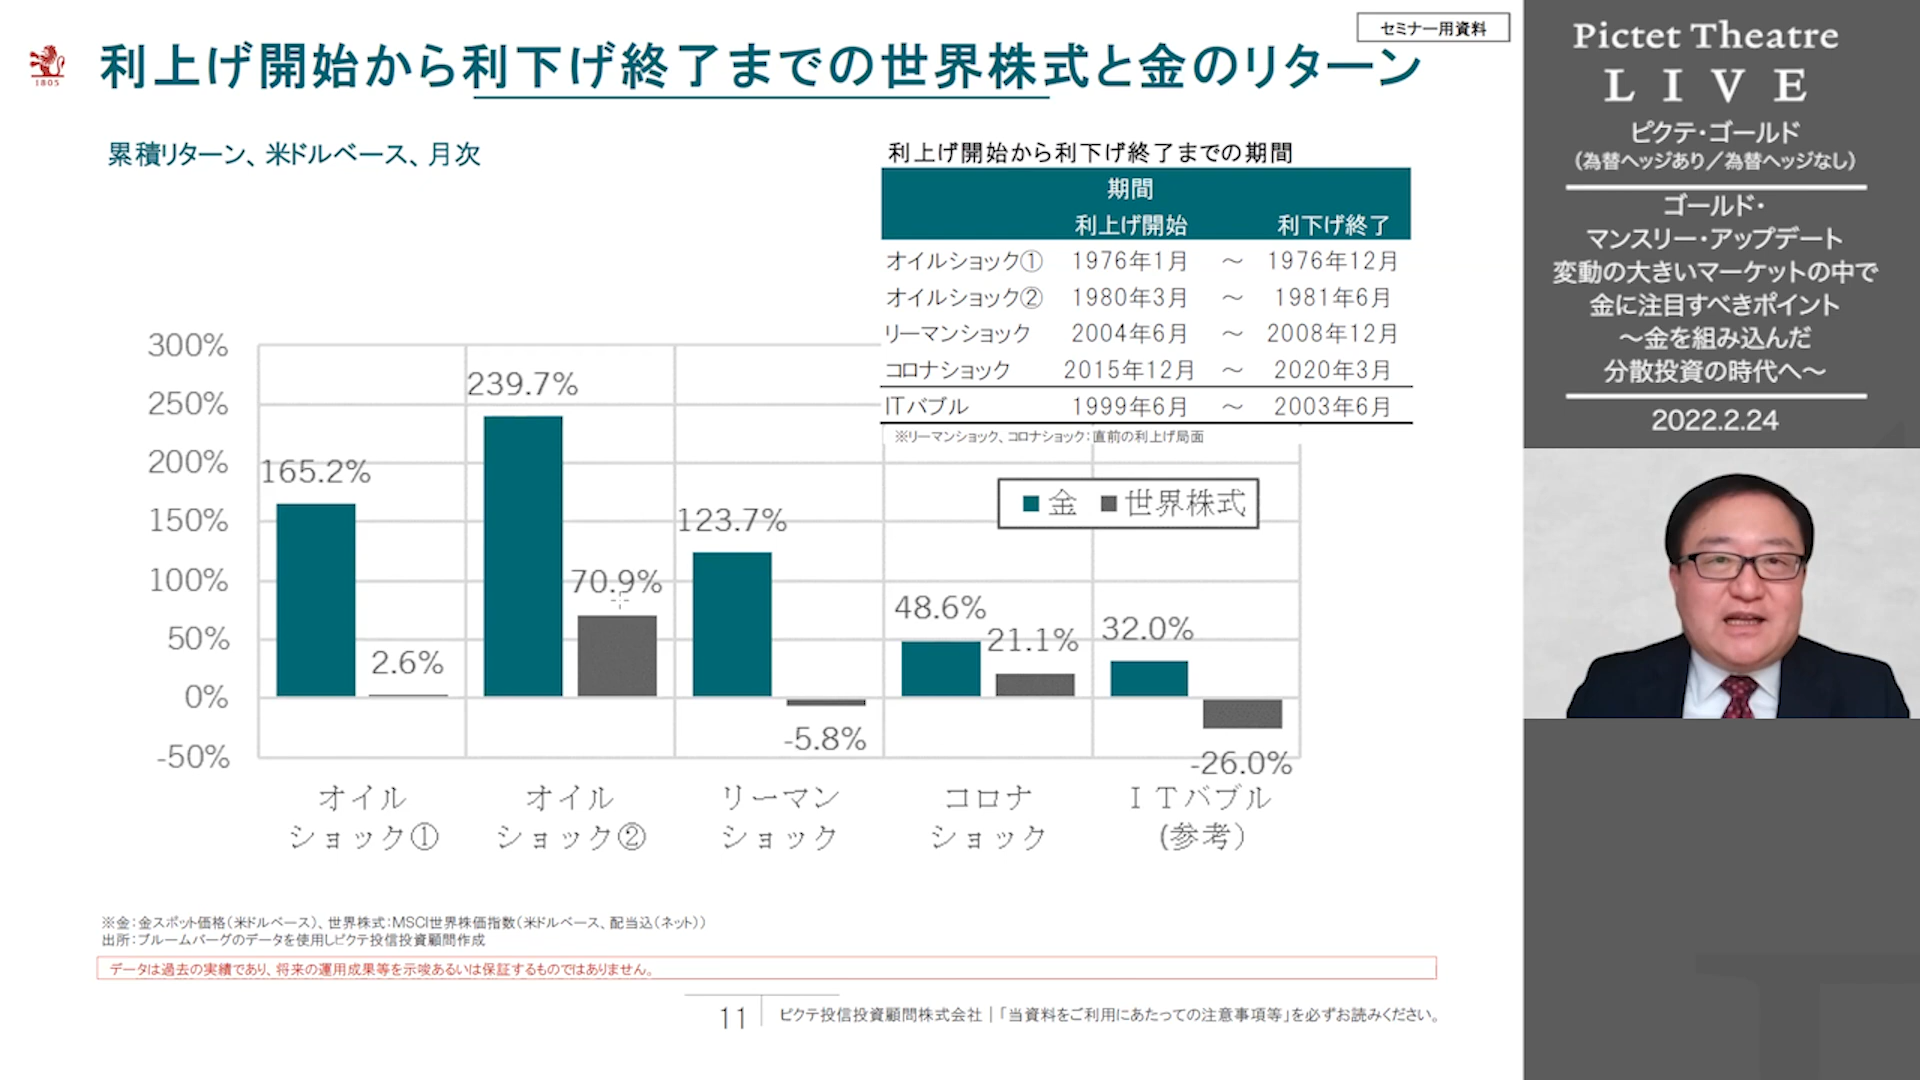 1805
利上げ開始から利下げ終了までの世界株式と金のリターン
セミナー用資料
累積リターン、米ドルベース、月次
利上げ開始から利下げ終了までの期間
期間
利上げ開始 利下げ終了
オイルショック① 1976年1月 ～ 1976年12月
オイルショック② 1980年3月 ～ 1981年6月
リーマンショック 2004年6月 ～ 2008年12月
コロナショック 2015年12月 ～ 2020年3月
ITバブル 1999年6月 ～ 2003年6月
※リーマンショック、コロナショック：直前の利上げ局面
300%
250%
200%
150%
100%
50%
0%
-50%
165.2%
2.6%
239.7%
70.9%
123.7%
-5.8%
48.6%
21.1%
32.0%
-26.0%
■金 ■世界株式
オイル
ショック①
オイル
ショック②
リーマン
ショック
コロナ
ショック
ＩＴバブル
(参考)
※金：金スポット価格（米ドルベース）、世界株式：MSCI世界株価指数（米ドルベース、配当込（ネット））
出所：ブルームバーグのデータを使用しピクテ投信投資顧問作成
データは過去の実績であり、将来の運用成果等を示唆あるいは保証するものではありません。
11
ピクテ投信投資顧問株式会社｜「当資料をご利用にあたっての注意事項等」を必ずお読みください。
Pictet Theatre
LIVE
ピクテ・ゴールド
（為替ヘッジあり／為替ヘッジなし）
ゴールド・
マンスリー・アップデート
変動の大きいマーケットの中で
金に注目すべきポイント
～金を組み込んだ
分散投資の時代へ～
2022.2.24